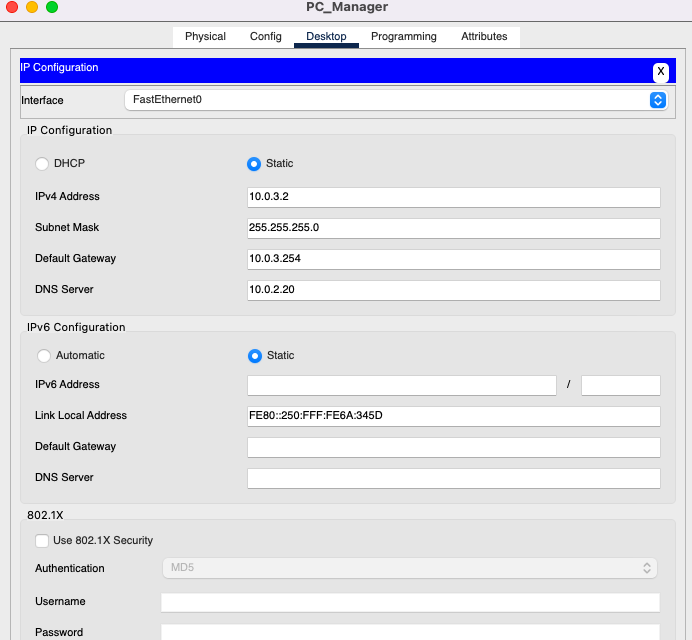 PC_Manager
Physical Config Desktop Programming Attributes
IP Configuration X
Interface FastEthernet0
IP Configuration
DHCP Static
IPv4 Address 10.0.3.2
Subnet Mask 255.255.255.0
Default Gateway 10.0.3.254
DNS Server 10.0.2.20
IPv6 Configuration
Automatic Static
IPv6 Address /
Link Local Address FE80::250:FFF:FE6A:345D
Default Gateway
DNS Server
802.1X
Use 802.1X Security
Authentication MD5
Username
Password